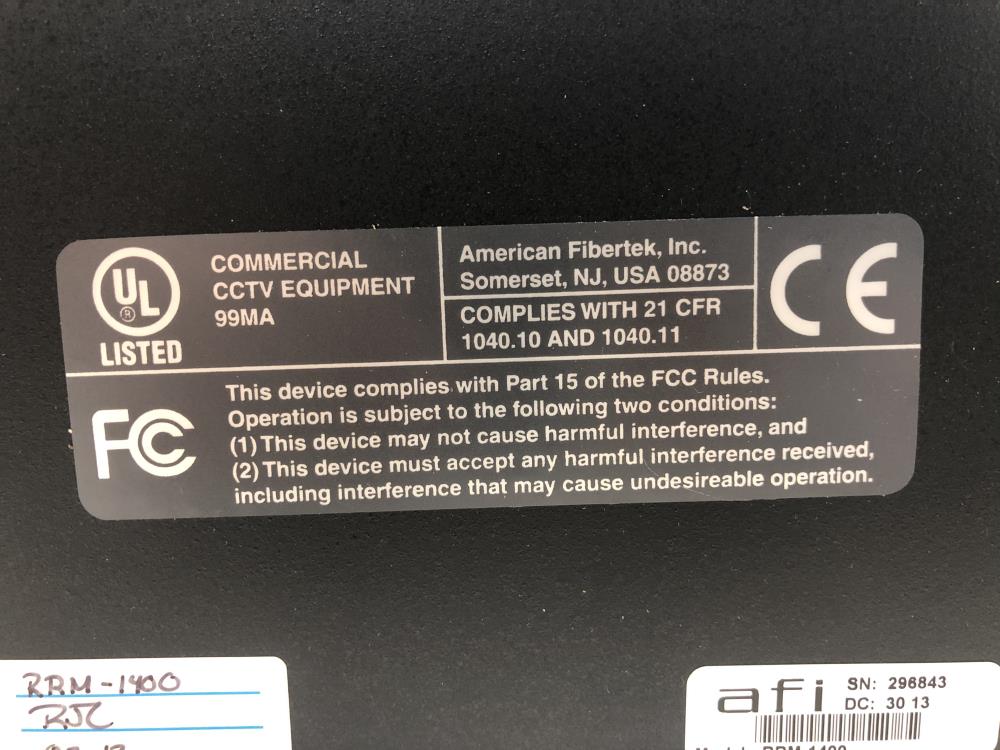 UL
®
LISTED
COMMERCIAL
CCTV EQUIPMENT
99MA
American Fibertek, Inc.
Somerset, NJ, USA 08873
COMPLIES WITH 21 CFR
1040.10 AND 1040.11
CE
FC
This device complies with Part 15 of the FCC Rules.
Operation is subject to the following two conditions:
(1) This device may not cause harmful interference, and
(2) This device must accept any harmful interference received,
including interference that may cause undesireable operation.
RRM-1400
RJC
afi
SN: 296843
DC: 30 13
RRM-1400